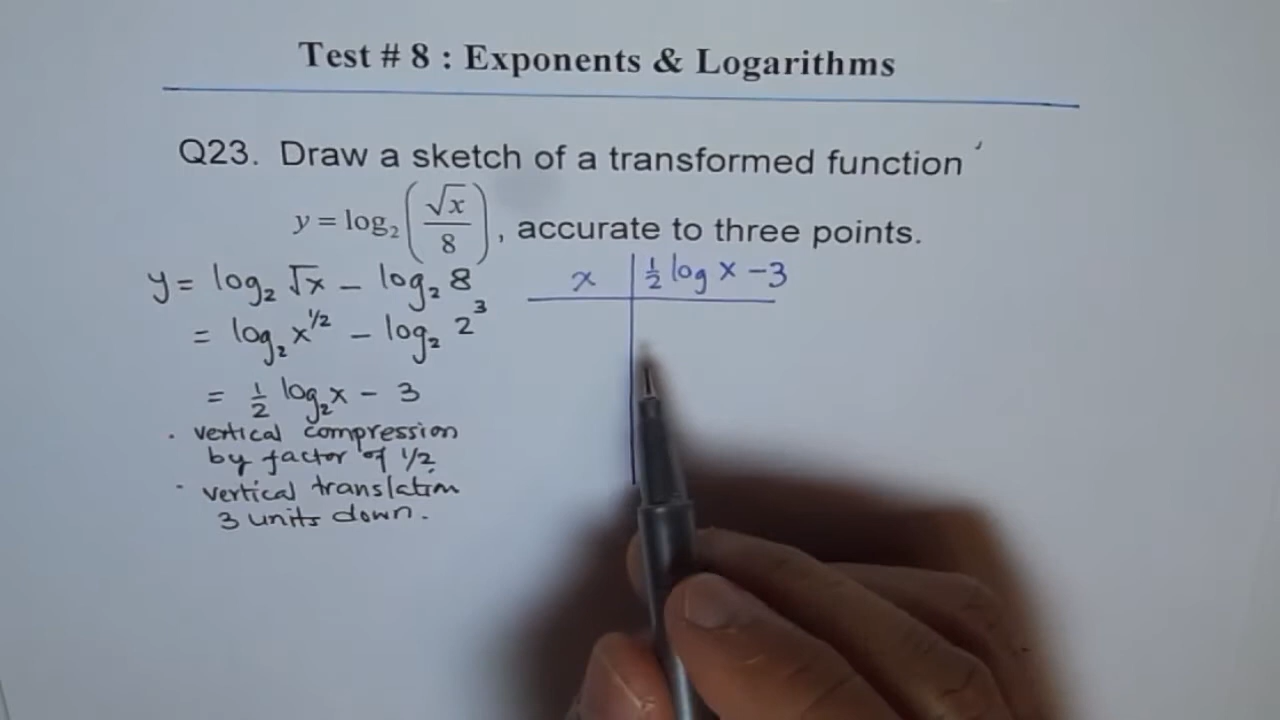 Test # 8 : Exponents & Logarithms
Q23. Draw a sketch of a transformed function
y = log₂(√x/8), accurate to three points.
y = log₂ √x − log₂ 8
= log₂ x^1/2 − log₂ 2³
= 1/2 log₂ x − 3
. vertical compression
by factor of 1/2.
- vertical translation
3 units down.
x | 1/2 log x − 3